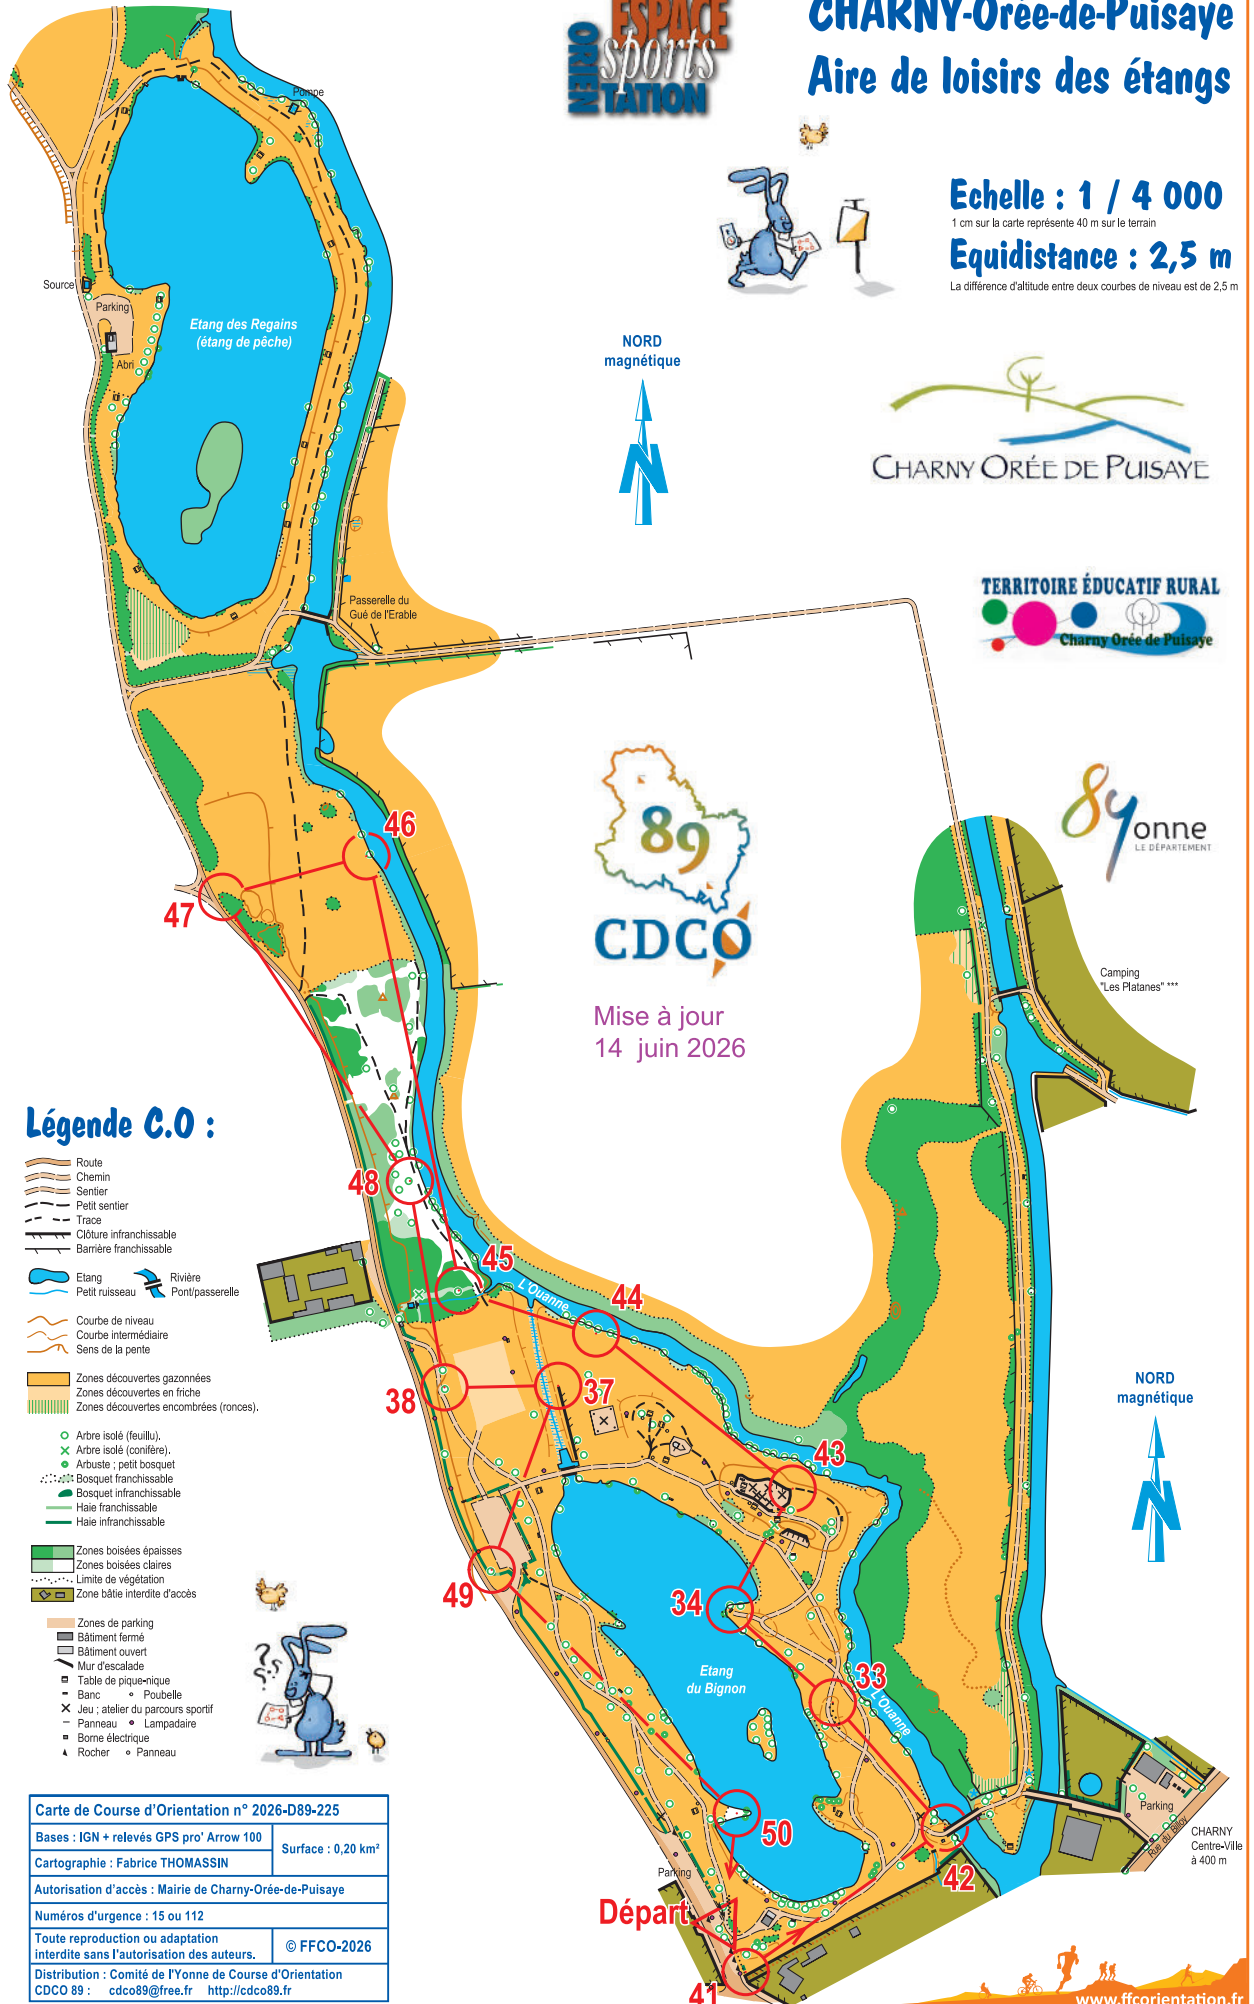 ESPACE
sports
ORIEN
TATION
CHARNY-Orée-de-Puisaye
Aire de loisirs des étangs
Echelle : 1 / 4 000
1 cm sur la carte représente 40 m sur le terrain
Equidistance : 2,5 m
La différence d'altitude entre deux courbes de niveau est de 2,5 m
Pompe
Source
Parking
Abri
Etang des Regains
(étang de pêche)
NORD
magnétique
N
CHARNY ORÉE DE PUISAYE
TERRITOIRE ÉDUCATIF RURAL
Charny Orée de Puisaye
Passerelle du
Gué de l'Erable
89
CDCO
Mise à jour
14 juin 2026
89
yonne
LE DÉPARTEMENT
Camping
"Les Platanes" ***
46
47
48
45
44
L'Ouanne
38
37
43
49
34
33
Etang
du Bignon
L'Ouanne
50
42
Parking
Départ
41
NORD
magnétique
N
Parking
Rue du Billoy
CHARNY
Centre-Ville
à 400 m
Légende C.O :
Route
Chemin
Sentier
Petit sentier
Trace
Clôture infranchissable
Barrière franchissable
Etang
Rivière
Petit ruisseau
Pont/passerelle
Courbe de niveau
Courbe intermédiaire
Sens de la pente
Zones découvertes gazonnées
Zones découvertes en friche
Zones découvertes encombrées (ronces).
Arbre isolé (feuillu).
Arbre isolé (conifère).
Arbuste ; petit bosquet
Bosquet franchissable
Bosquet infranchissable
Haie franchissable
Haie infranchissable
Zones boisées épaisses
Zones boisées claires
Limite de végétation
Zone bâtie interdite d'accès
Zones de parking
Bâtiment fermé
Bâtiment ouvert
Mur d'escalade
Table de pique-nique
Banc
Poubelle
Jeu ; atelier du parcours sportif
Panneau
Lampadaire
Borne électrique
Rocher
Panneau
Carte de Course d'Orientation n° 2026-D89-225
Bases : IGN + relevés GPS pro' Arrow 100
Surface : 0,20 km²
Cartographie : Fabrice THOMASSIN
Autorisation d'accès : Mairie de Charny-Orée-de-Puisaye
Numéros d'urgence : 15 ou 112
Toute reproduction ou adaptation
interdite sans l'autorisation des auteurs.
© FFCO-2026
Distribution : Comité de l'Yonne de Course d'Orientation
CDCO 89 : cdco89@free.fr http://cdco89.fr
www.ffcorientation.fr